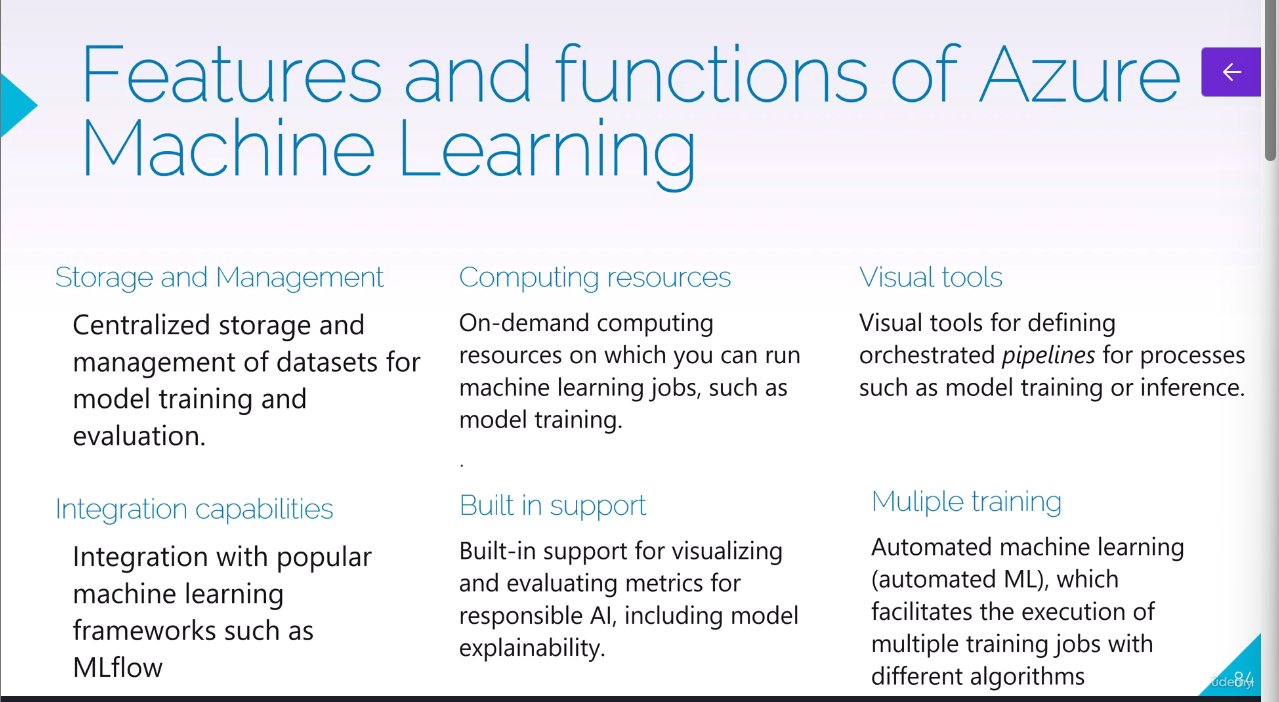 Features and functions of Azure
Machine Learning
Storage and Management
Centralized storage and
management of datasets for
model training and
evaluation.
Computing resources
On-demand computing
resources on which you can run
machine learning jobs, such as
model training.
.
Visual tools
Visual tools for defining
orchestrated pipelines for processes
such as model training or inference.
Integration capabilities
Integration with popular
machine learning
frameworks such as
MLflow
Built in support
Built-in support for visualizing
and evaluating metrics for
responsible AI, including model
explainability.
Muliple training
Automated machine learning
(automated ML), which
facilitates the execution of
multiple training jobs with
different algorithms
84
udemy